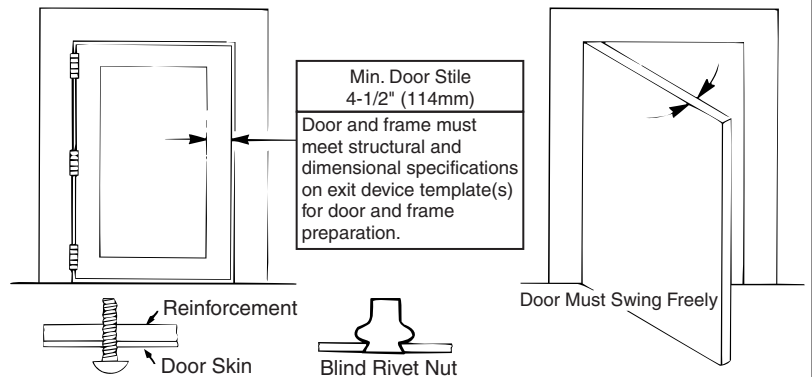 Min. Door Stile
4-1/2" (114mm)
Door and frame must
meet structural and
dimensional specifications
on exit device template(s)
for door and frame
preparation.
Door Must Swing Freely
Reinforcement
Door Skin
Blind Rivet Nut